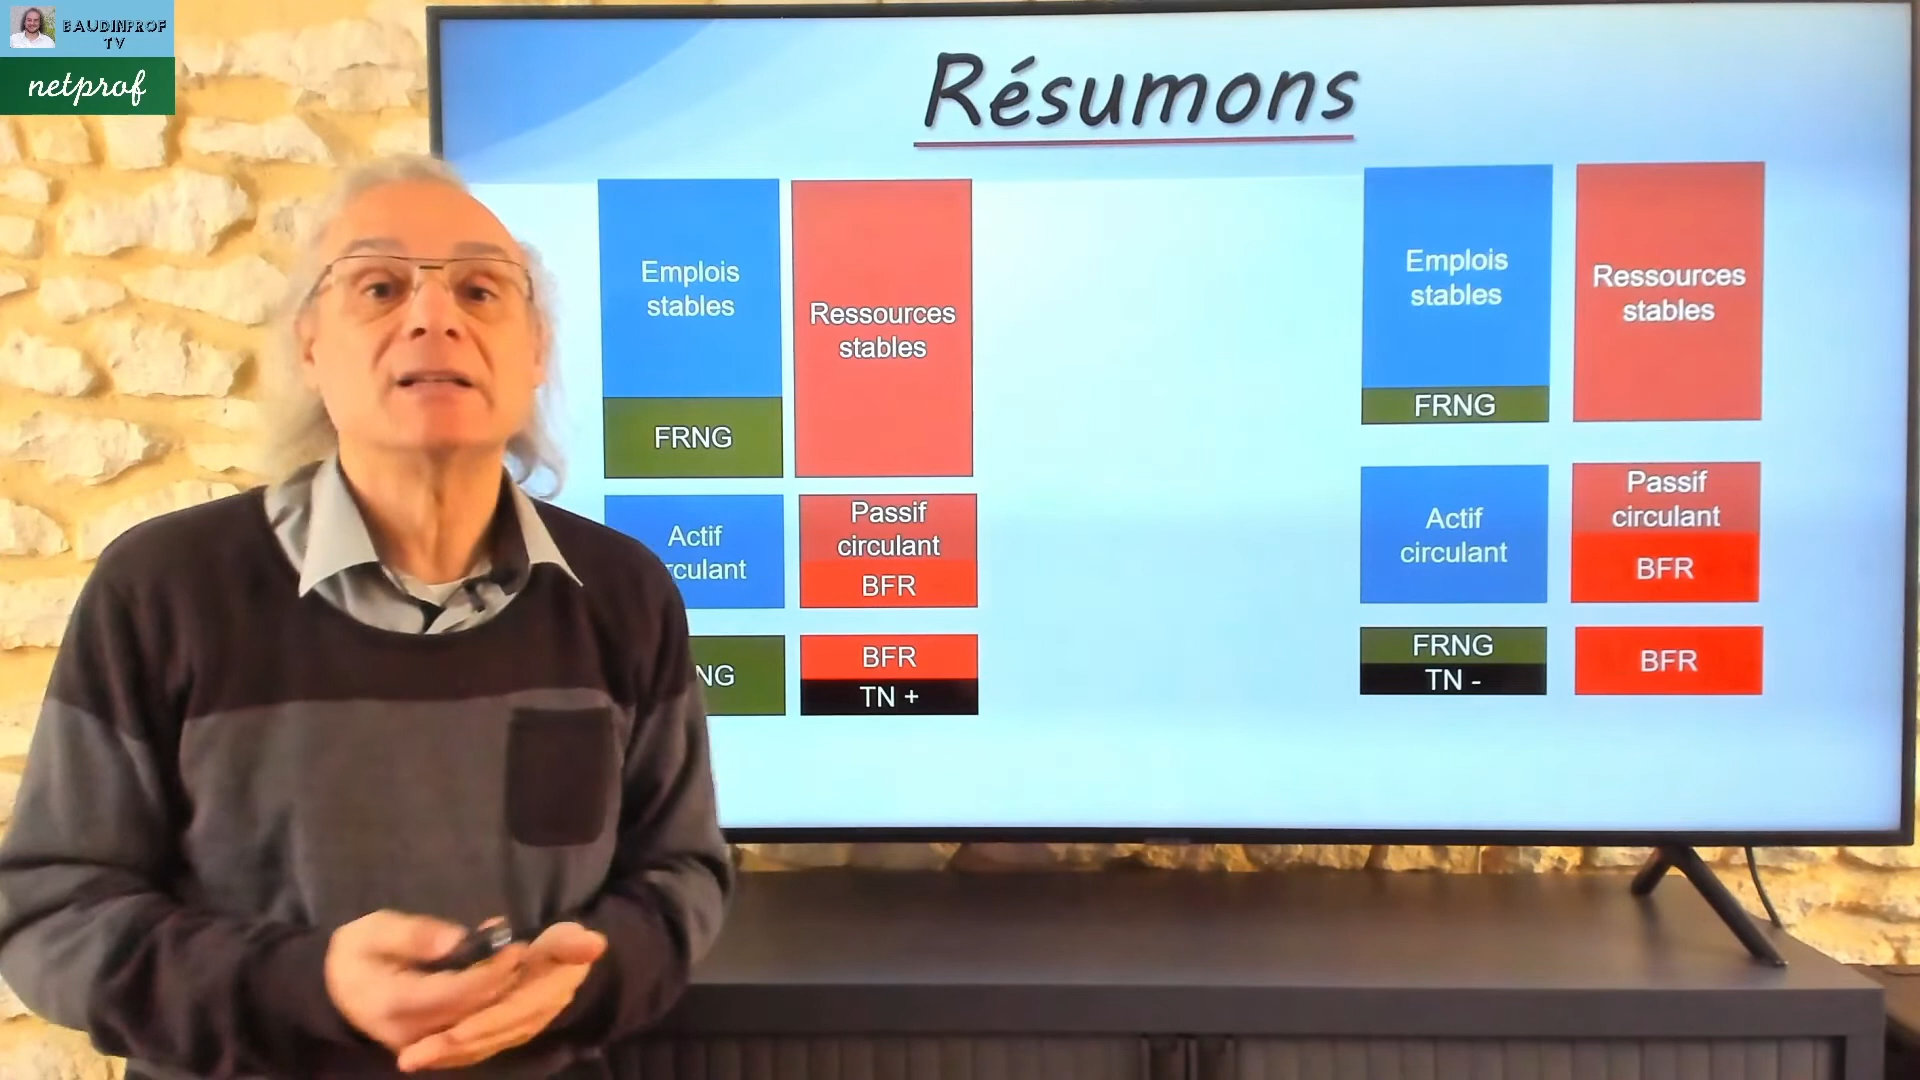 BAUDINPROF
TV
netprof
Résumons
Emplois
stables
FRNG
Ressources
stables
Actif
Passif
circulant
BFR
BFR
TN +
Emplois
stables
FRNG
Ressources
stables
Actif
circulant
Passif
circulant
BFR
FRNG
TN -
BFR